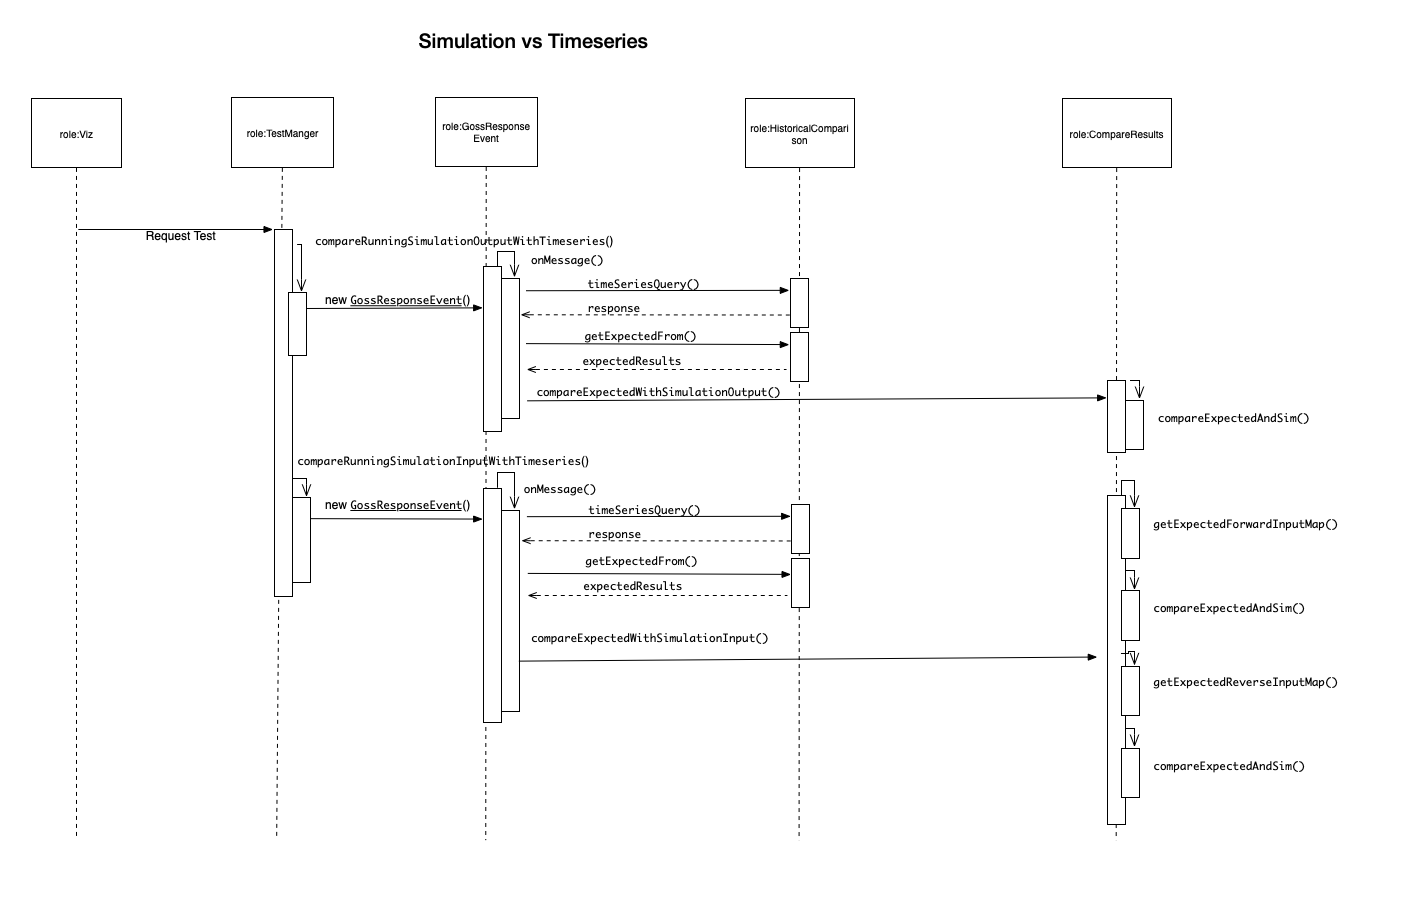 Simulation vs Timeseries
role:Viz
role:TestManger
role:GossResponse
Event
role:HistoricalCompari
son
role:CompareResults
Request Test
compareRunningSimulationOutputWithTimeseries()
onMessage()
timeSeriesQuery()
new GossResponseEvent()
response
getExpectedFrom()
expectedResults
compareExpectedWithSimulationOutput()
compareExpectedAndSim()
compareRunningSimulationInputWithTimeseries()
onMessage()
new GossResponseEvent()
timeSeriesQuery()
getExpectedForwardInputMap()
response
getExpectedFrom()
expectedResults
compareExpectedAndSim()
compareExpectedWithSimulationInput()
getExpectedReverseInputMap()
compareExpectedAndSim()